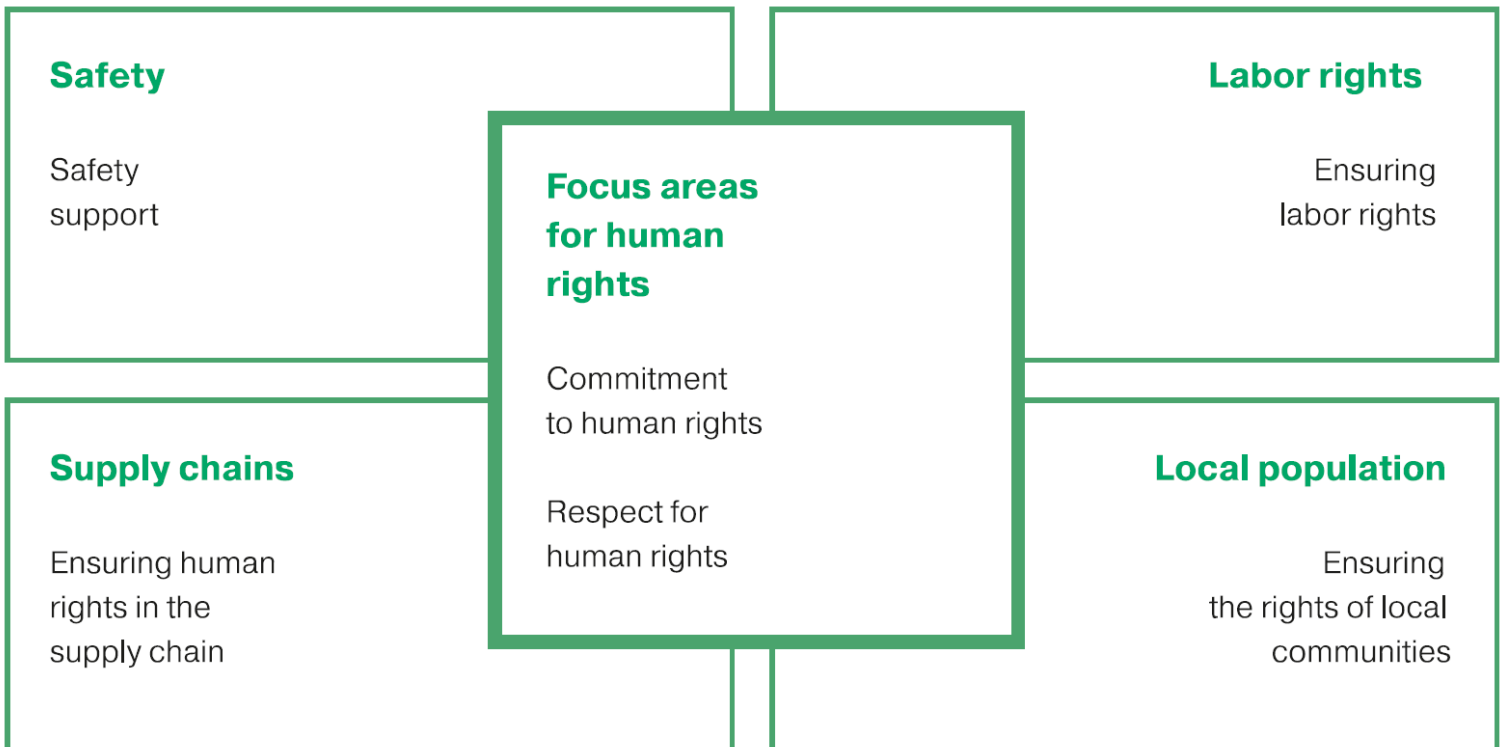 Safety
Safety
support
Labor rights
Ensuring
labor rights
Focus areas
for human
rights
Commitment
to human rights
Respect for
human rights
Supply chains
Ensuring human
rights in the
supply chain
Local population
Ensuring
the rights of local
communities